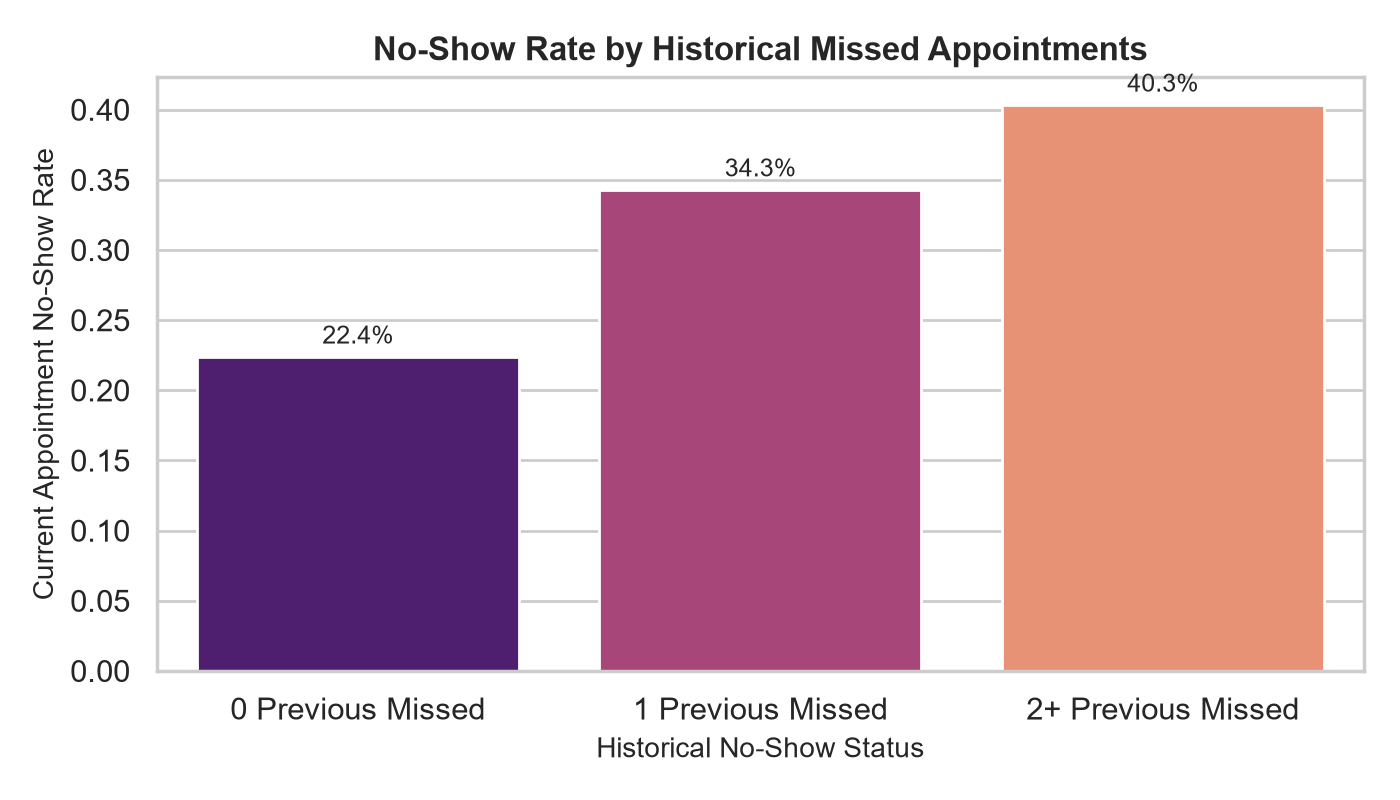 No-Show Rate by Historical Missed Appointments
Current Appointment No-Show Rate
0.40
0.35
0.30
0.25
0.20
0.15
0.10
0.05
0.00
22.4%
34.3%
40.3%
0 Previous Missed
1 Previous Missed
2+ Previous Missed
Historical No-Show Status